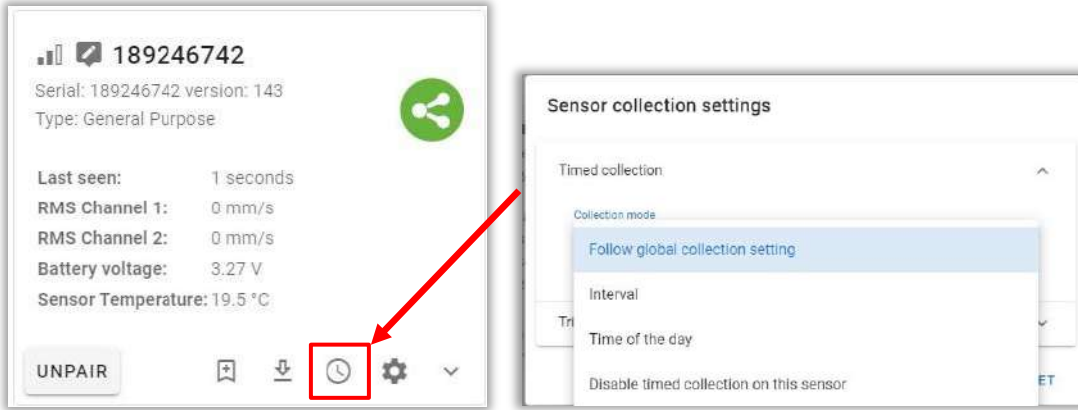 189246742
Serial: 189246742 version: 143
Type: General Purpose
Last seen: 1 seconds
RMS Channel 1: 0 mm/s
RMS Channel 2: 0 mm/s
Battery voltage: 3.27 V
Sensor Temperature: 19.5 °C
UNPAIR
Sensor collection settings
Timed collection
Collection mode
Follow global collection setting
Interval
Time of the day
Disable timed collection on this sensor